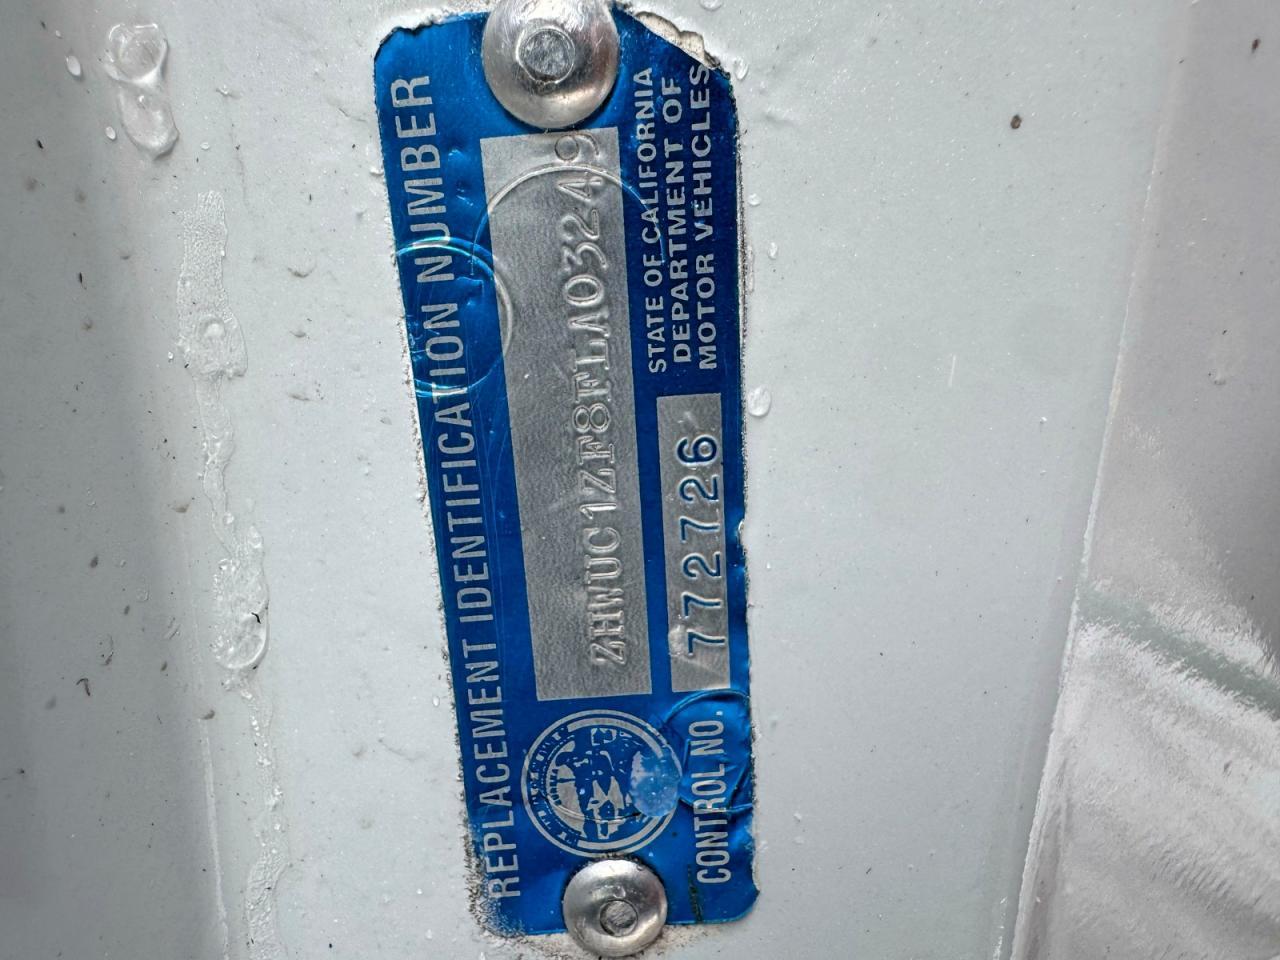 REPLACEMENT IDENTIFICATION NUMBER
ZHWUC1ZF8FLA03249
STATE OF CALIFORNIA
DEPARTMENT OF
MOTOR VEHICLES
CONTROL NO. 772726